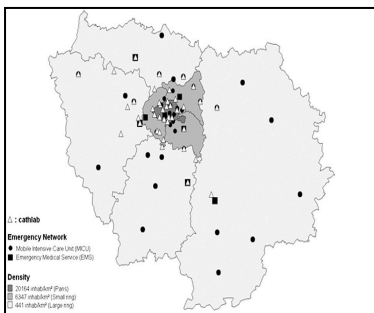 △ : cathlab
Emergency Network
● Mobile Intensive Care Unit (MICU)
■ Emergency Medical Service (EMS)
Density
20164 inhab/km² (Paris)
6347 inhab/km² (Small ring)
441 inhab/km² (Large ring)